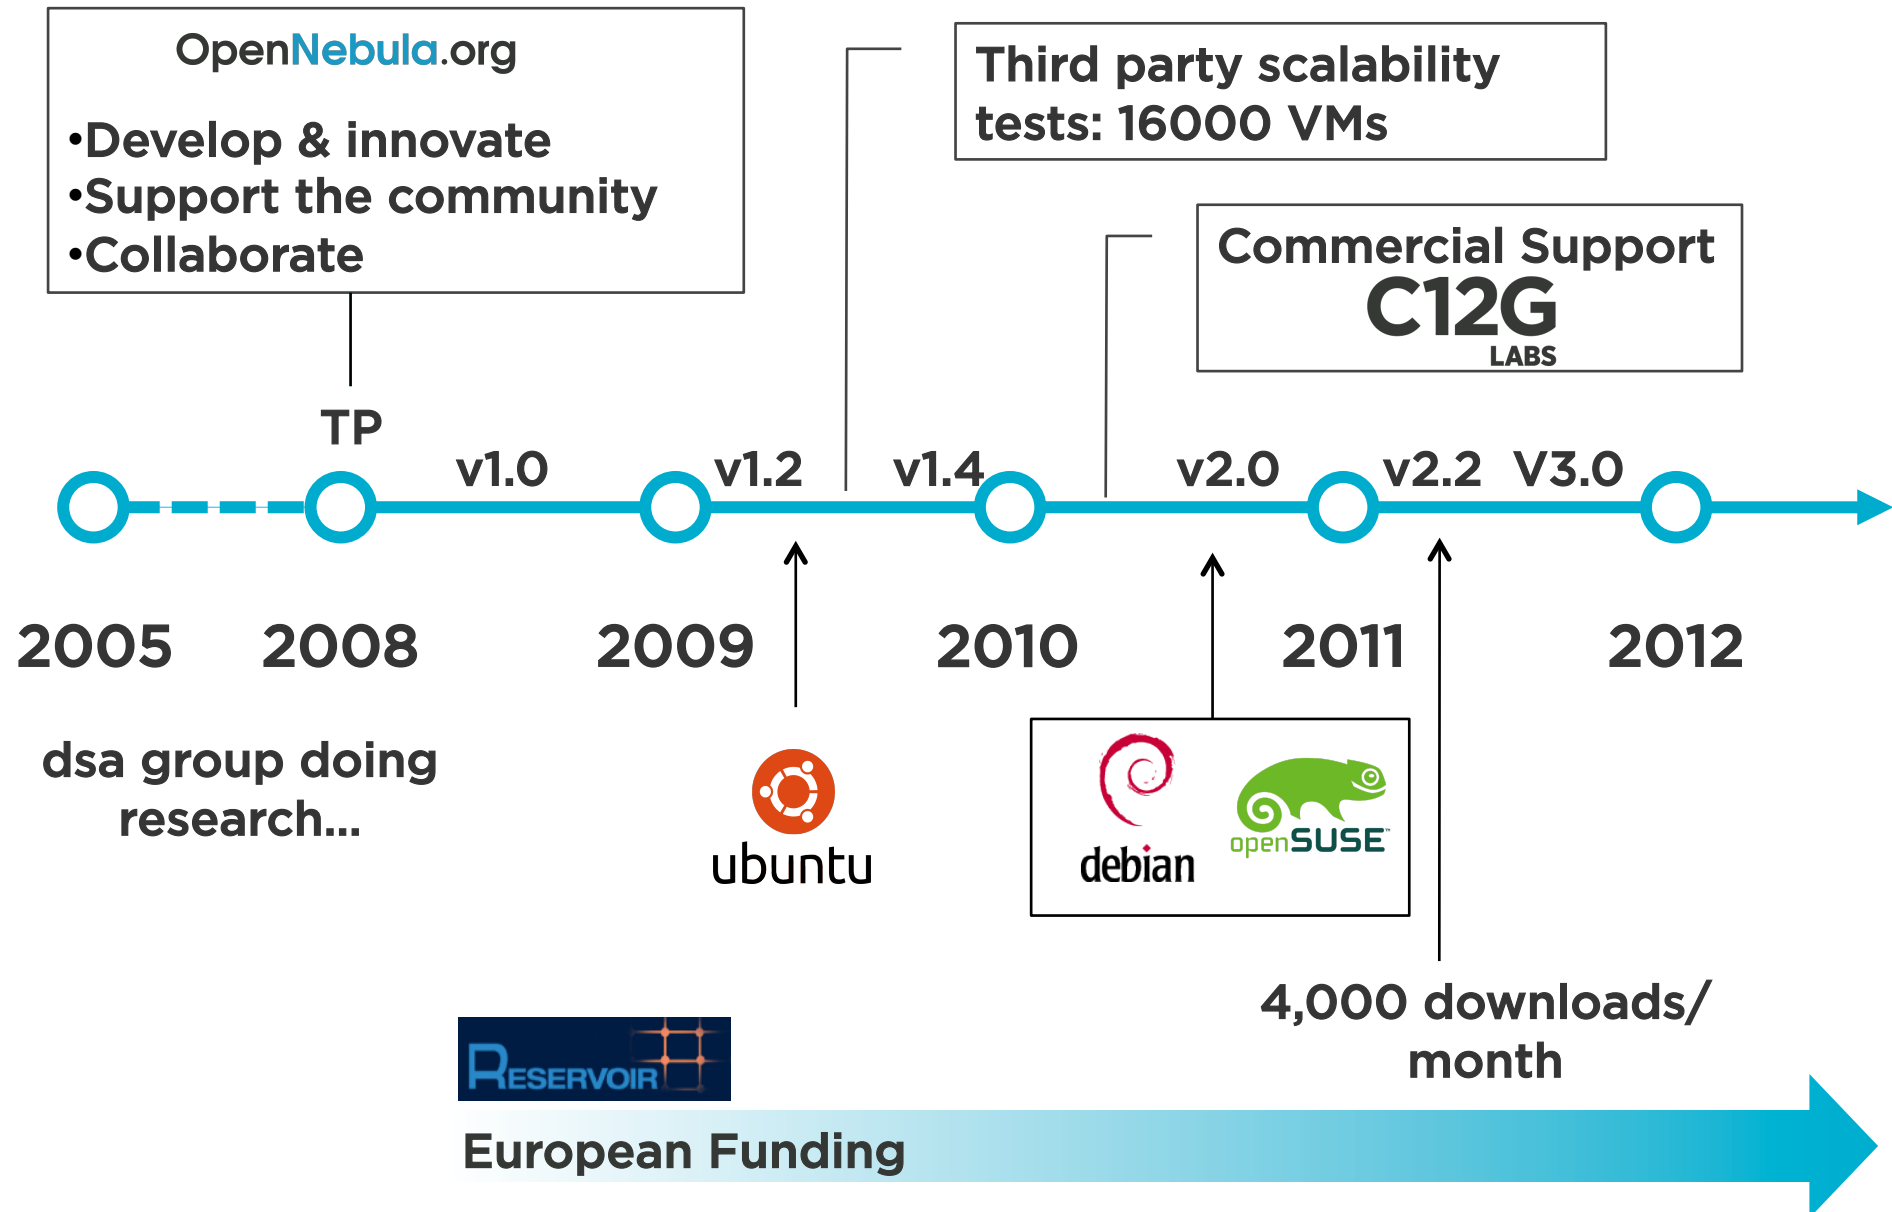 OpenNebula.org
•Develop & innovate
•Support the community
•Collaborate
Third party scalability
tests: 16000 VMs
Commercial Support
C12G
LABS
TP
v1.0
v1.2
v1.4
v2.0
v2.2
V3.0
2005
2008
2009
2010
2011
2012
dsa group doing
research...
ubuntu
debian
openSUSE™
4,000 downloads/
month
RESERVOIR
European Funding